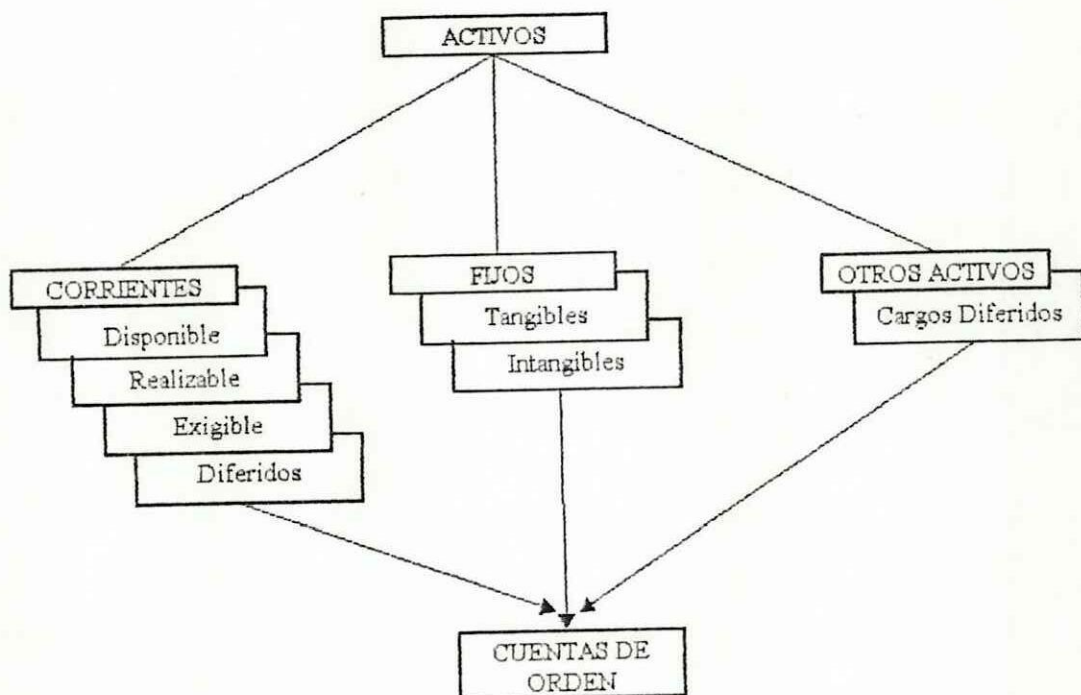 ACTIVOS
CORRIENTES
Disponible
Realizable
Exigible
Diferidos
FIJOS
Tangibles
Intangibles
OTROS ACTIVOS
Cargos Diferidos
CUENTAS DE
ORDEN